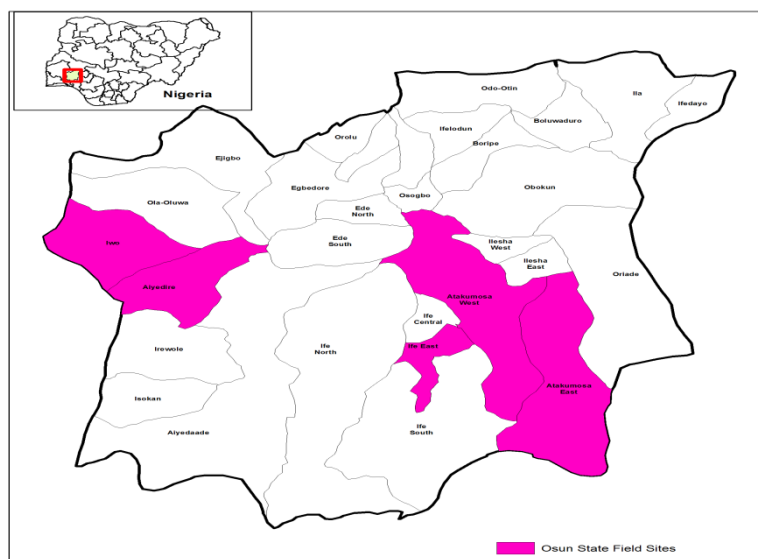 Nigeria
Odo-Otin
Ila
Ifedayo
Boluwaduro
Ifelodun
Orolu
Boripe
Ejigbo
Egbedore
Obokun
Osogbo
Ola-Oluwa
Ede
North
Ede
South
Iwo
Ilesha
West
Ilesha
East
Oriade
Aiyedire
Atakumosa
West
Ife
Central
Ife East
Ife
North
Irewole
Atakumosa
East
Isokan
Aiyedaade
Ife
South
Osun State Field Sites